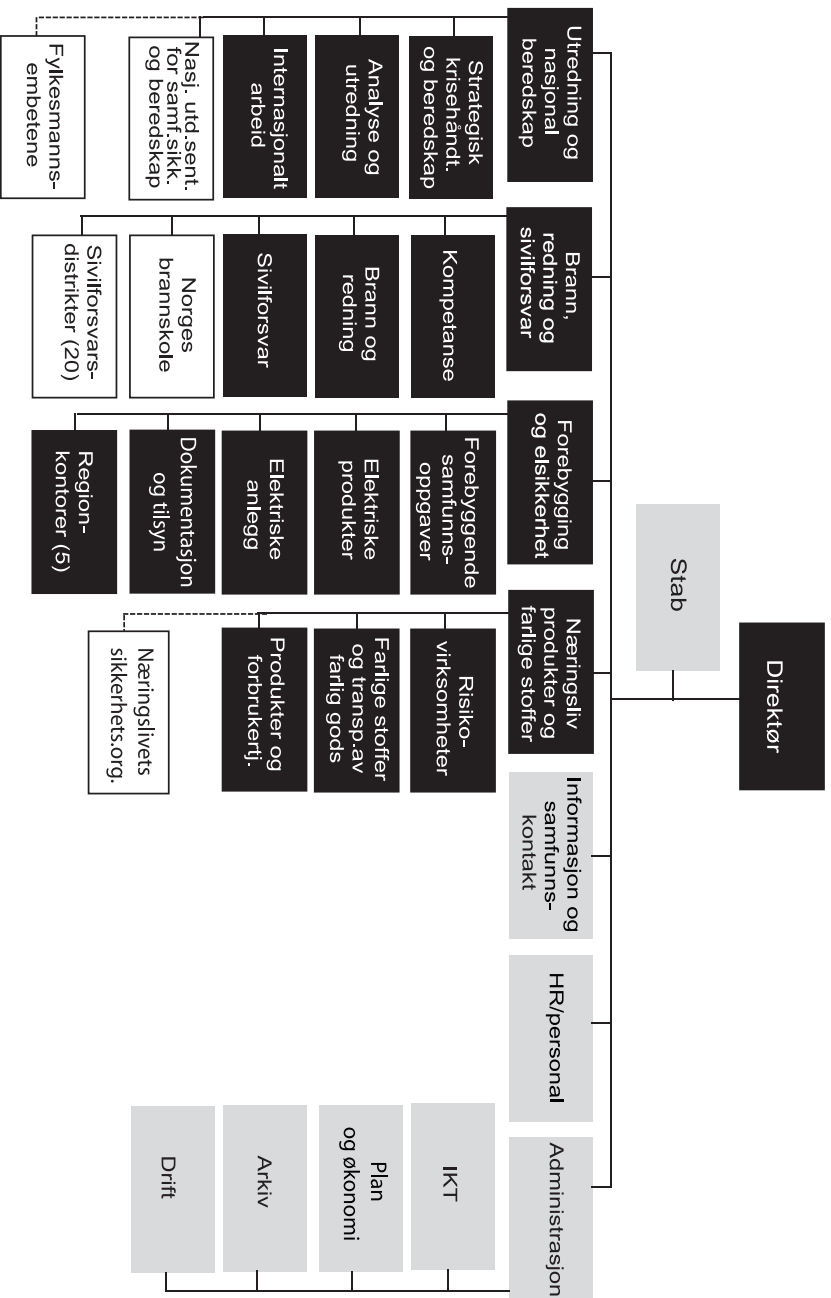 Direktør
Stab
Utredning og
nasjonal
beredskap
Strategisk
krisehåndt.
og beredskap
Analyse og
utredning
Internasjonalt
arbeid
Nasj. utd.sent.
for samf.sikk.
og beredskap
Fylkesmanns-
embetene
Brann,
redning og
sivilforsvar
Kompetanse
Brann og
redning
Sivilforsvar
Norges
brannskole
Sivilforsvars-
distrikter (20)
Forebygging
og elsikkerhet
Forebyggende
samfunns-
oppgaver
Elektriske
produkter
Elektriske
anlegg
Dokumentasjon
og tilsyn
Region-
kontorer (5)
Næringsliv
produkter og
farlige stoffer
Risiko-
virksomheter
Farlige stoffer
og transp.av
farlig gods
Produkter og
forbrukertj.
Næringslivets
sikkerhets.org.
Informasjon og
samfunns-
kontakt
HR/personal
Administrasjon
IKT
Plan
og økonomi
Arkiv
Drift